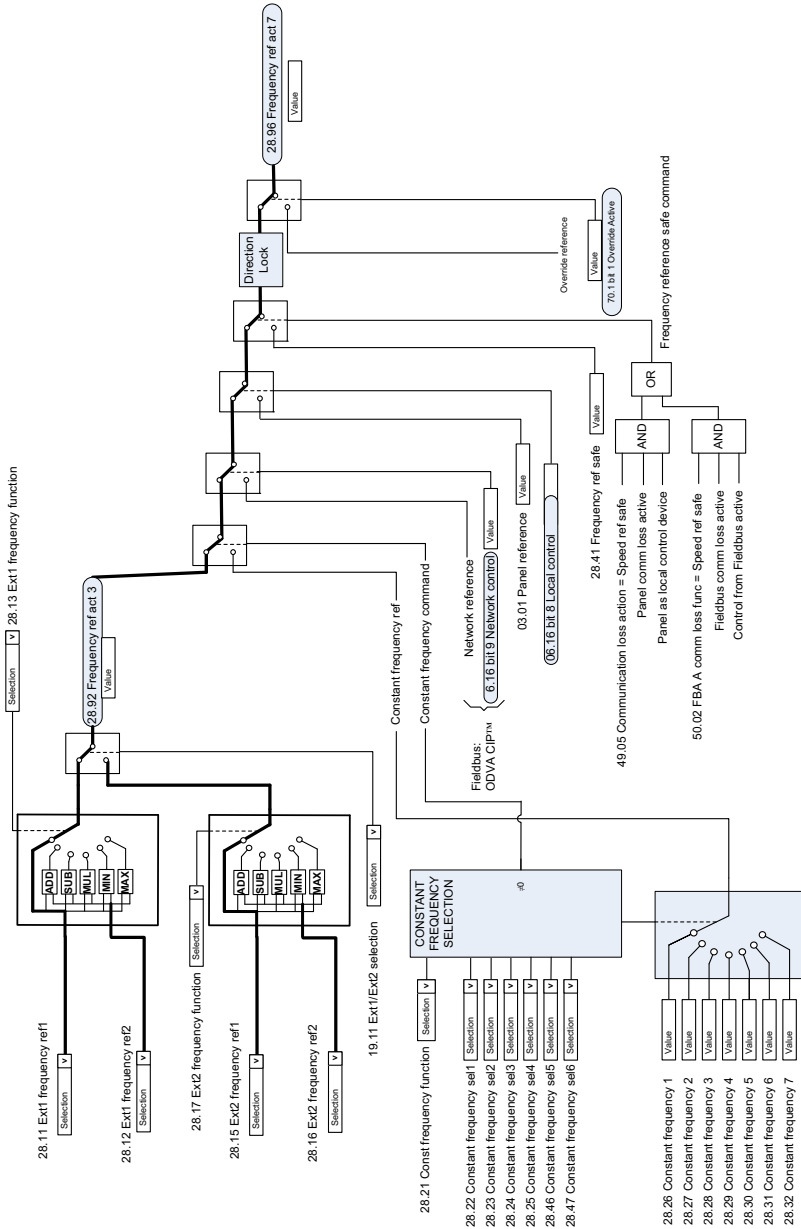 28.11 Ext1 frequency ref1
Selection v
28.12 Ext1 frequency ref2
Selection v
28.13 Ext1 frequency function
Selection v
ADD
SUB
MUL
MIN
MAX
28.17 Ext2 frequency function
Selection v
28.15 Ext2 frequency ref1
Selection v
28.16 Ext2 frequency ref2
Selection v
ADD
SUB
MUL
MIN
MAX
19.11 Ext1/Ext2 selection
Selection v
28.92 Frequency ref act 3
Value
28.96 Frequency ref act 7
Value
Direction
Lock
Override reference
Value
70.1 bit 1 Override Active
Constant frequency ref
Constant frequency command
Network reference
Fieldbus:
ODVA CIP™
6.16 bit 9 Network control
Value
03.01 Panel reference
Value
06.16 bit 8 Local control
28.41 Frequency ref safe
Value
Frequency reference safe command
OR
AND
49.05 Communication loss action = Speed ref safe
Panel comm loss active
Panel as local control device
AND
50.02 FBA A comm loss func = Speed ref safe
Fieldbus comm loss active
Control from Fieldbus active
28.21 Const frequency function
Selection v
28.22 Constant frequency sel1
Selection v
28.23 Constant frequency sel2
Selection v
28.24 Constant frequency sel3
Selection v
28.25 Constant frequency sel4
Selection v
28.46 Constant frequency sel5
Selection v
28.47 Constant frequency sel6
Selection v
CONSTANT
FREQUENCY
SELECTION
≠0
28.26 Constant frequency 1
Value
28.27 Constant frequency 2
Value
28.28 Constant frequency 3
Value
28.29 Constant frequency 4
Value
28.30 Constant frequency 5
Value
28.31 Constant frequency 6
Value
28.32 Constant frequency 7
Value